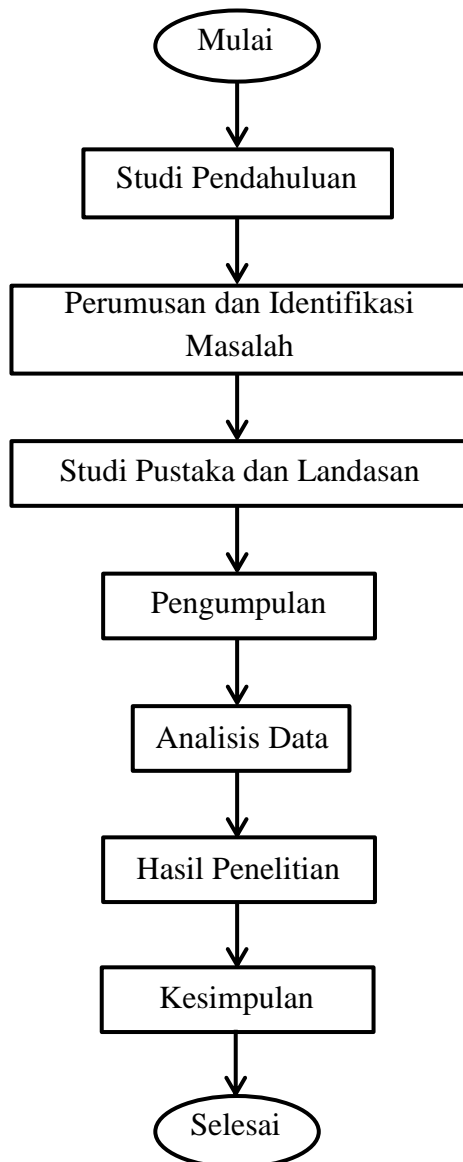 Mulai
Studi Pendahuluan
Perumusan dan Identifikasi
Masalah
Studi Pustaka dan Landasan
Pengumpulan
Analisis Data
Hasil Penelitian
Kesimpulan
Selesai